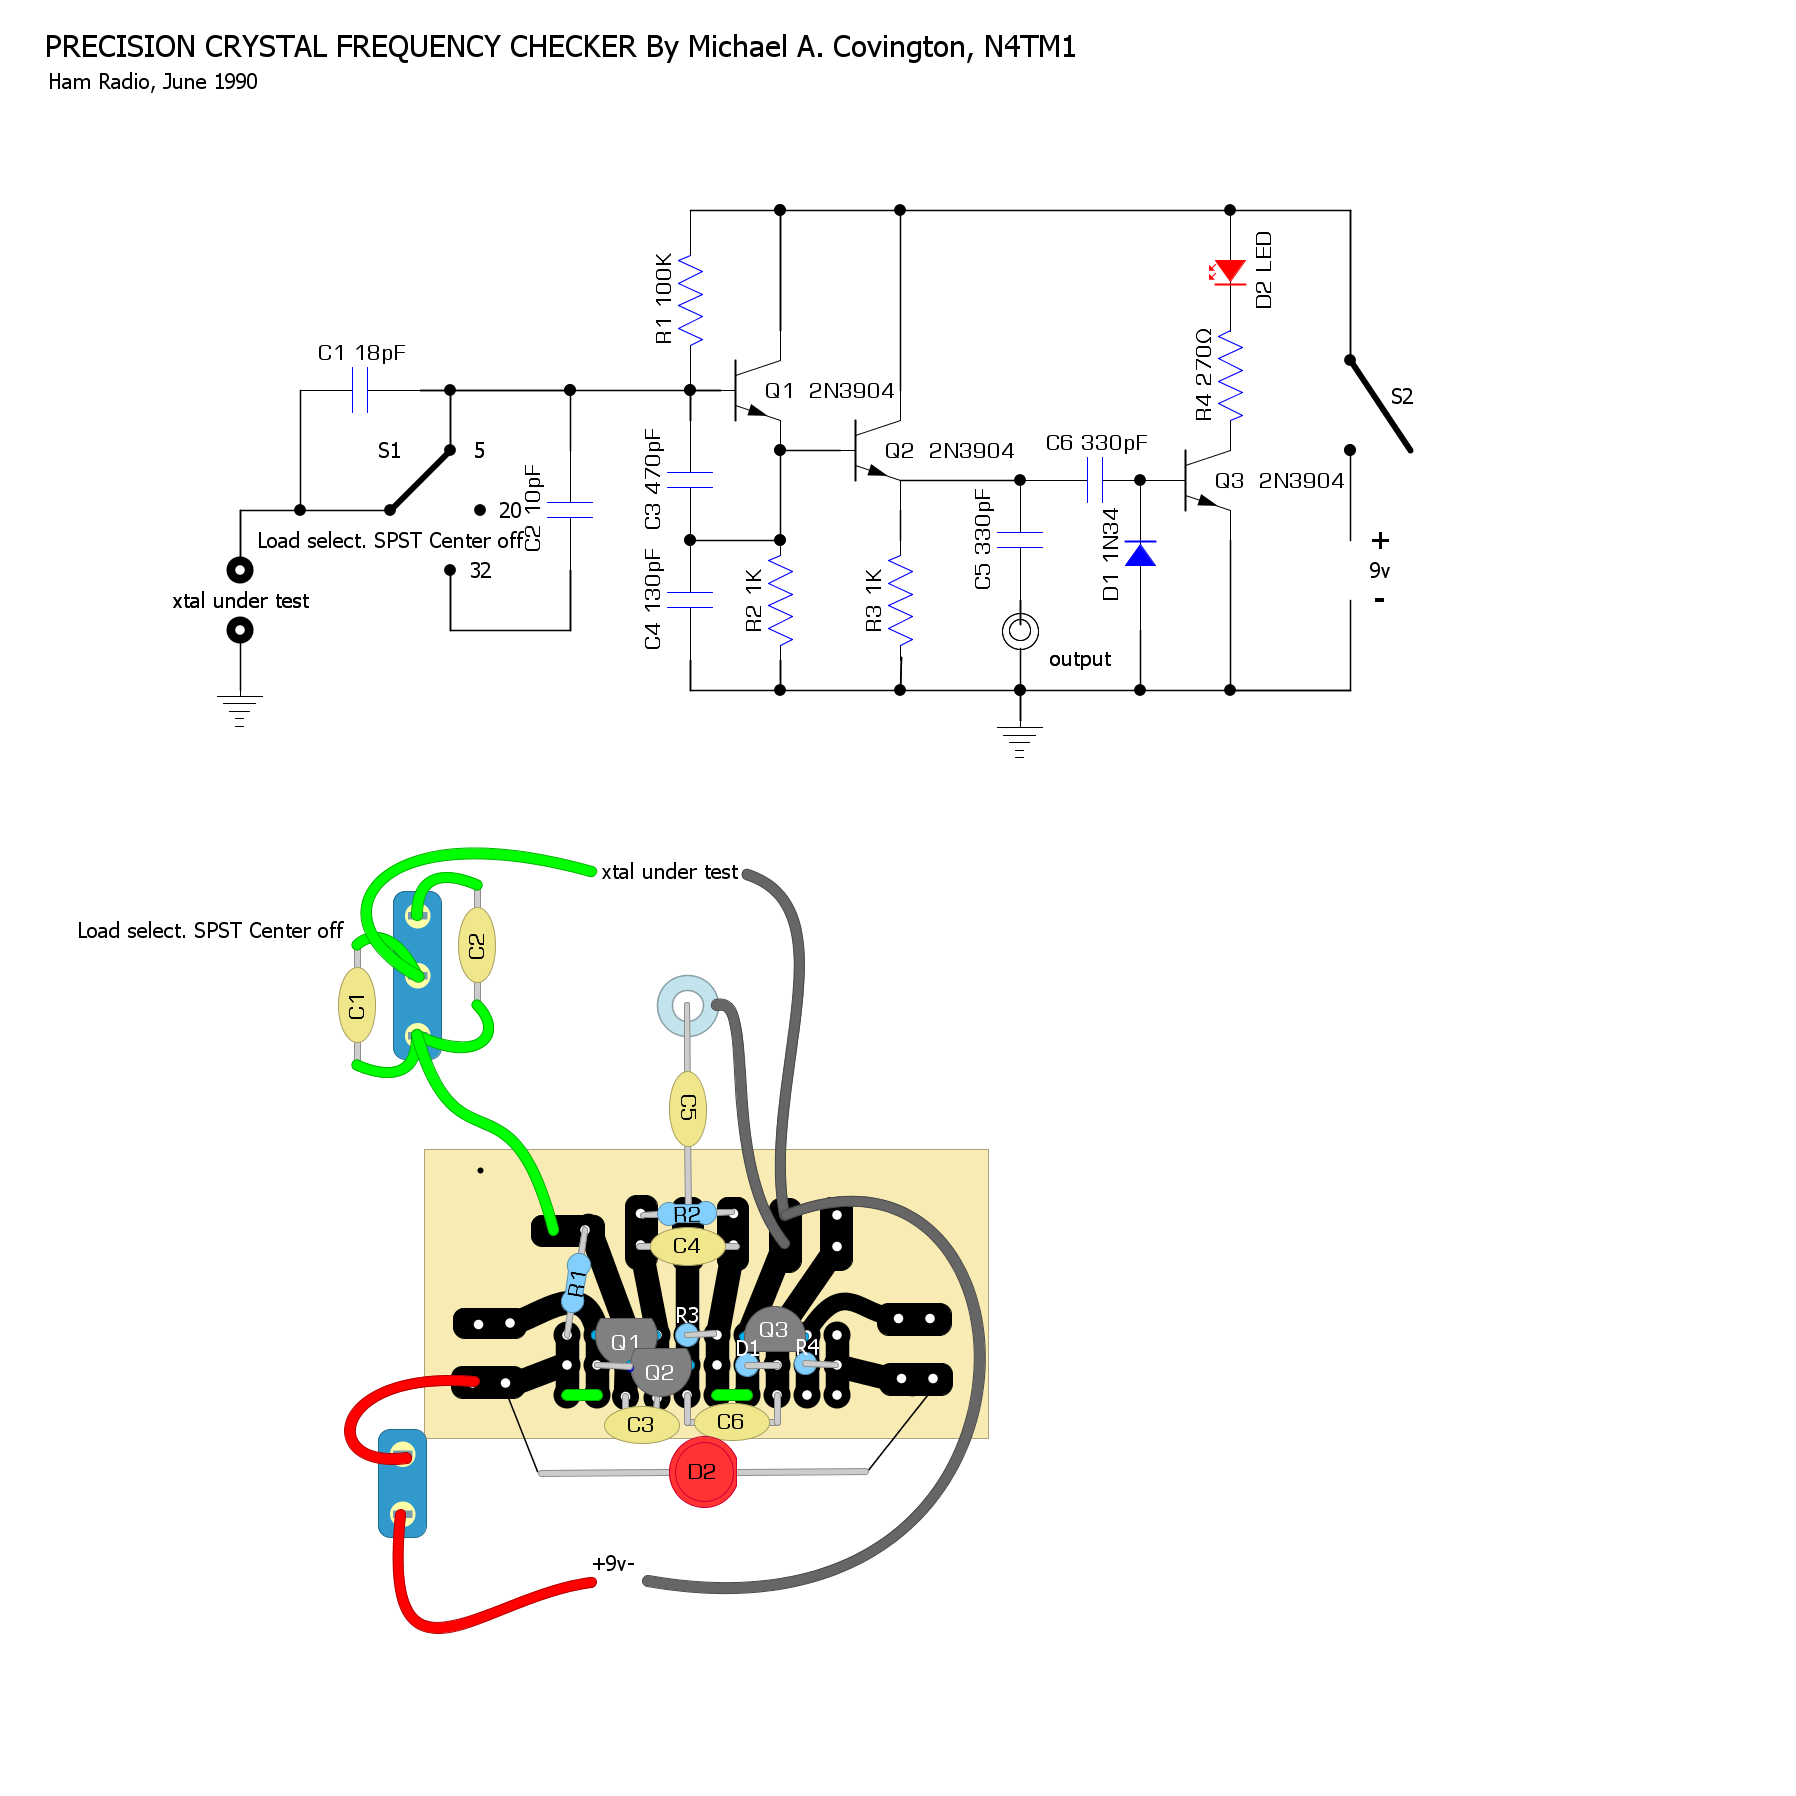 PRECISION CRYSTAL FREQUENCY CHECKER By Michael A. Covington, N4TM1
Ham Radio, June 1990
R1 100K
D2 LED
C1 18pF
Q1 2N3904
R4 270Ω
S2
S1
5
C3 470pF
Q2 2N3904
C6 330pF
Q3 2N3904
20
C2 10pF
Load select. SPST Center off
C5 330pF
D1 1N34
+
9v
-
32
xtal under test
C4 130pF
R2 1K
R3 1K
output
xtal under test
Load select. SPST Center off
C2
C1
C5
R2
C4
R1
R3
Q1
Q3
D1
R4
Q2
C3
C6
D2
+9v-